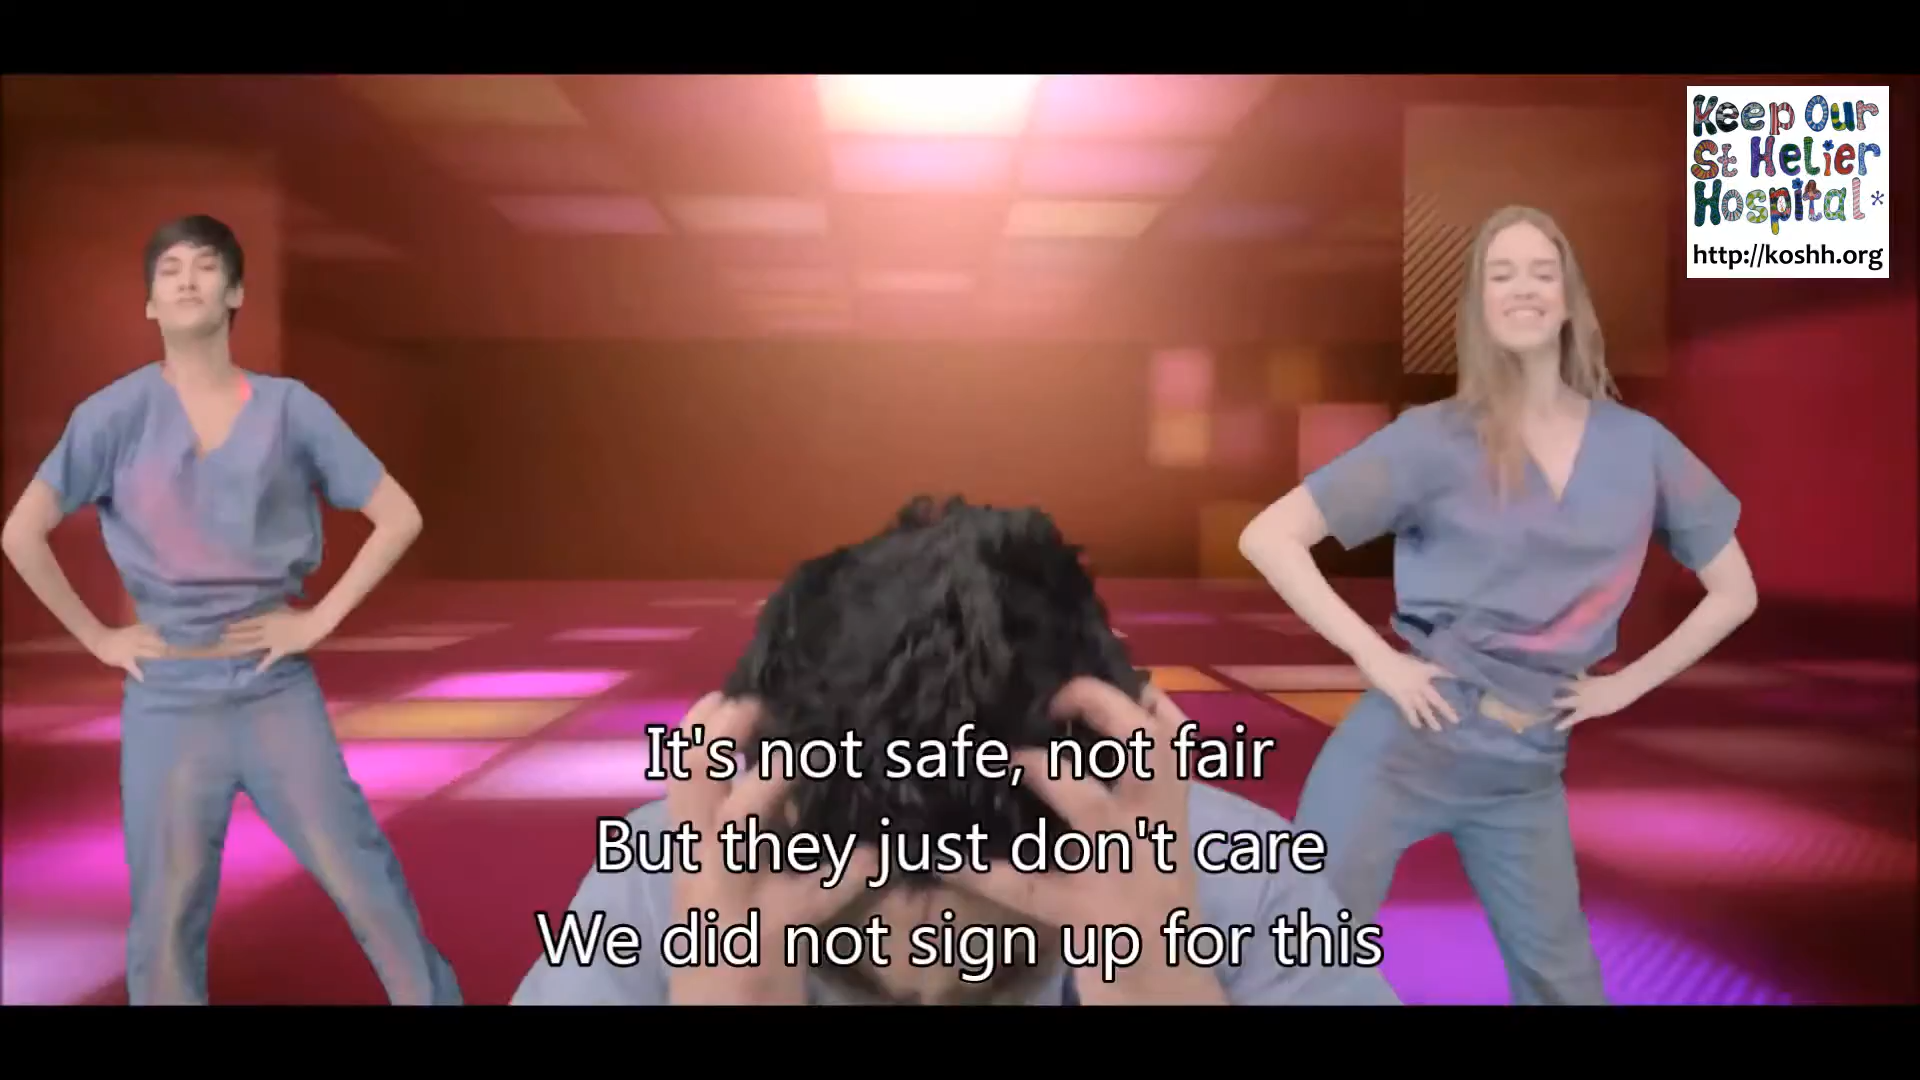 Keep Our
St Helier
Hospital*
http://koshh.org
It's not safe, not fair
But they just don't care
We did not sign up for this